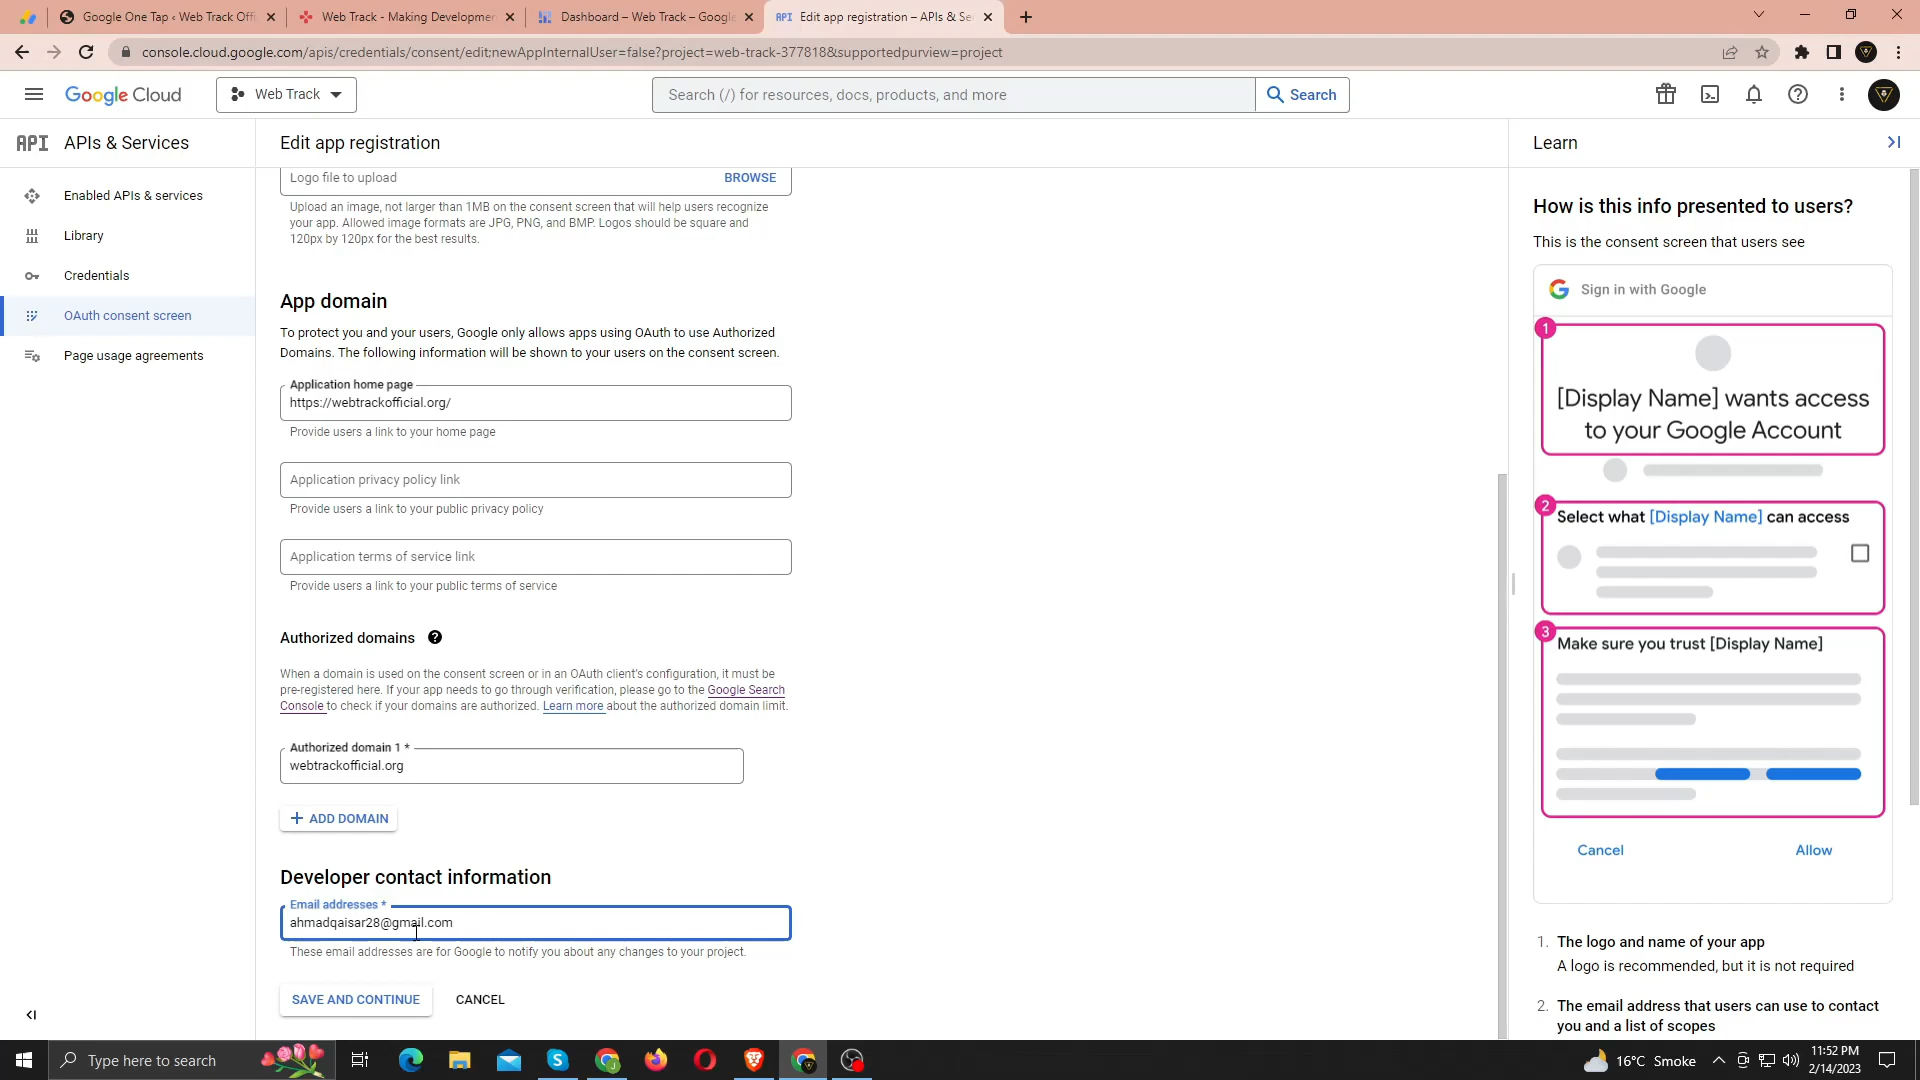 Google One Tap ‹ Web Track Offi
Web Track - Making Developmen
Dashboard – Web Track – Google
API
Edit app registration – APIs & Se
console.cloud.google.com/apis/credentials/consent/edit;newAppInternalUser=false?project=web-track-377818&supportedpurview=project
Google Cloud
Web Track
Search (/) for resources, docs, products, and more
Search
API
APIs & Services
Edit app registration
Learn
Enabled APIs & services
Library
Credentials
OAuth consent screen
Page usage agreements
Logo file to upload
BROWSE
Upload an image, not larger than 1MB on the consent screen that will help users recognize
your app. Allowed image formats are JPG, PNG, and BMP. Logos should be square and
120px by 120px for the best results.
App domain
To protect you and your users, Google only allows apps using OAuth to use Authorized
Domains. The following information will be shown to your users on the consent screen.
Application home page
https://webtrackofficial.org/
Provide users a link to your home page
Application privacy policy link
Provide users a link to your public privacy policy
Application terms of service link
Provide users a link to your public terms of service
Authorized domains
When a domain is used on the consent screen or in an OAuth client's configuration, it must be
pre-registered here. If your app needs to go through verification, please go to the Google Search
Console to check if your domains are authorized. Learn more about the authorized domain limit.
Authorized domain 1 *
webtrackofficial.org
ADD DOMAIN
Developer contact information
Email addresses *
ahmadqaisar28@gmail.com
These email addresses are for Google to notify you about any changes to your project.
SAVE AND CONTINUE
CANCEL
How is this info presented to users?
This is the consent screen that users see
Sign in with Google
1
[Display Name] wants access
to your Google Account
2
Select what [Display Name] can access
3
Make sure you trust [Display Name]
Cancel
Allow
1. The logo and name of your app
A logo is recommended, but it is not required
2. The email address that users can use to contact
you and a list of scopes
Type here to search
16°C Smoke
11:52 PM
2/14/2023